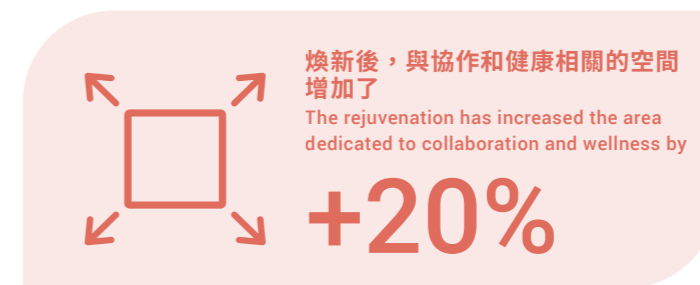 煥新後，與協作和健康相關的空間
增加了
The rejuvenation has increased the area
dedicated to collaboration and wellness by
+20%